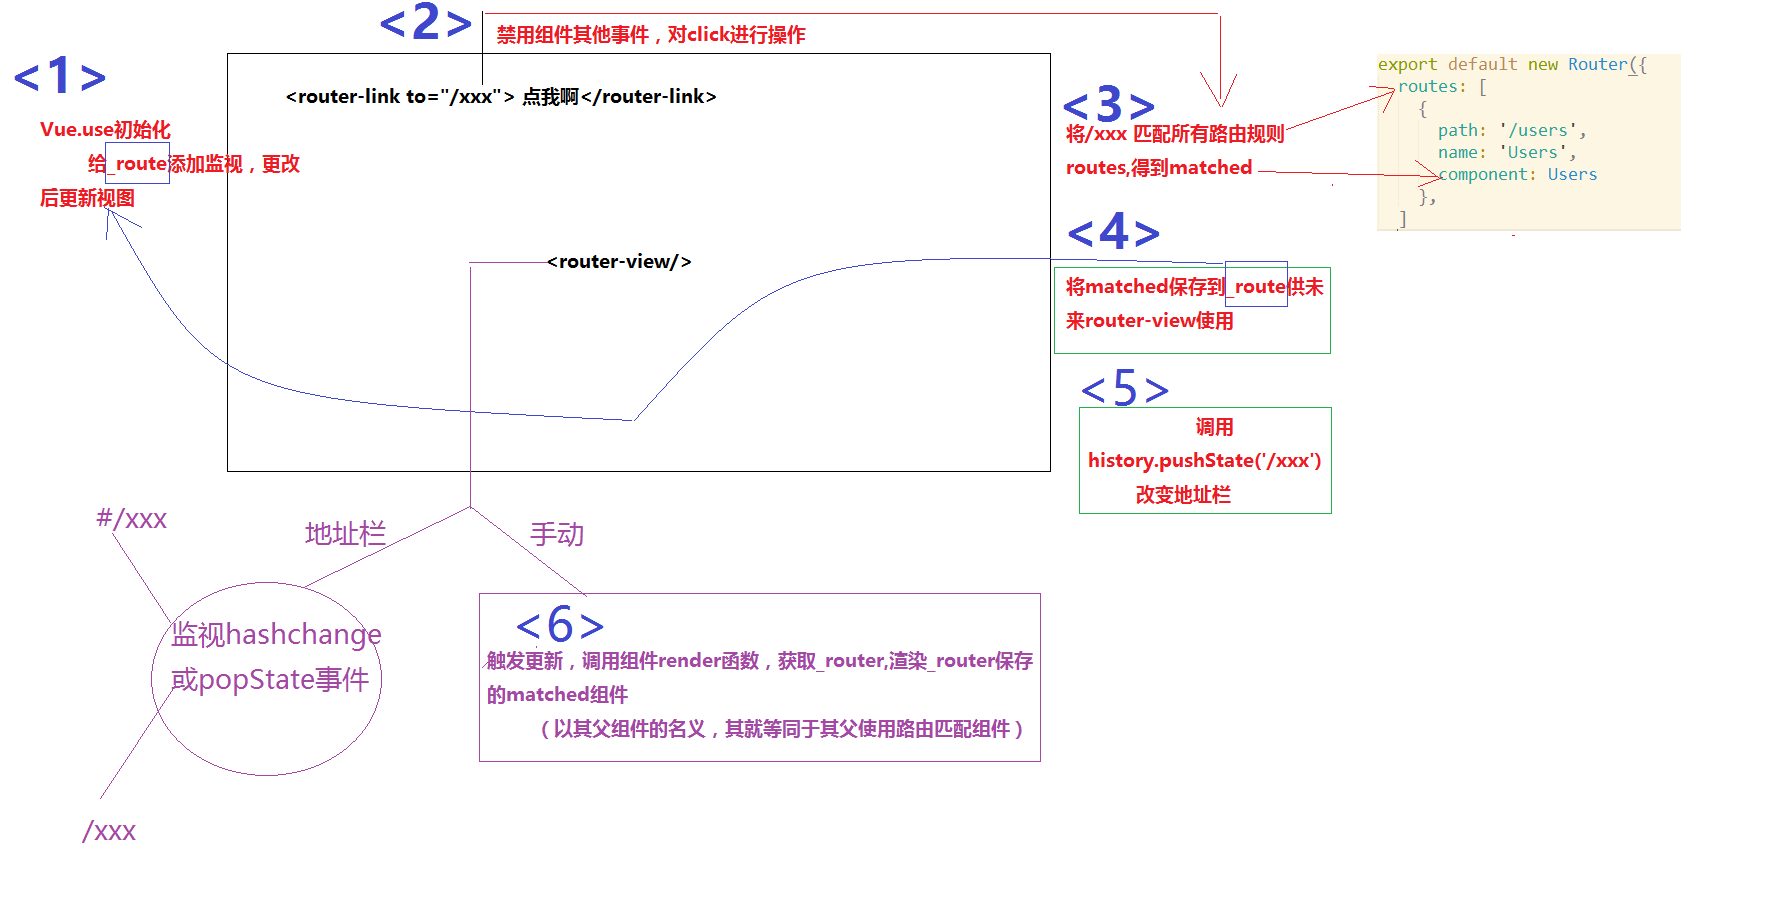 <1>
Vue.use初始化
给_route添加监视，更改
后更新视图
<2>
禁用组件其他事件，对click进行操作
<router-link to="/xxx"> 点我啊</router-link>
<router-view/>
<3>
将/xxx 匹配所有路由规则
routes,得到matched
export default new Router({
routes: [
{
path: '/users',
name: 'Users',
component: Users
},
]
<4>
将matched保存到_route供未
来router-view使用
<5>
调用
history.pushState('/xxx')
改变地址栏
地址栏
手动
#/xxx
监视hashchange
或popState事件
/xxx
<6>
触发更新，调用组件render函数，获取_router,渲染_router保存
的matched组件
（以其父组件的名义，其就等同于其父使用路由匹配组件）